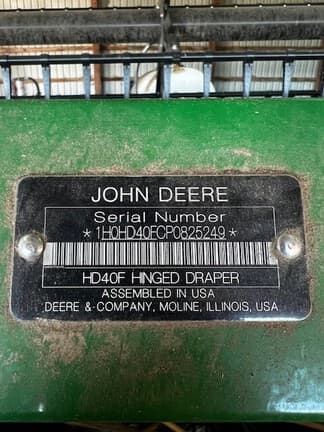 JOHN DEERE
Serial Number
*1H0HD40FCP0825249*
HD40F HINGED DRAPER
ASSEMBLED IN USA
DEERE & COMPANY, MOLINE, ILLINOIS, USA